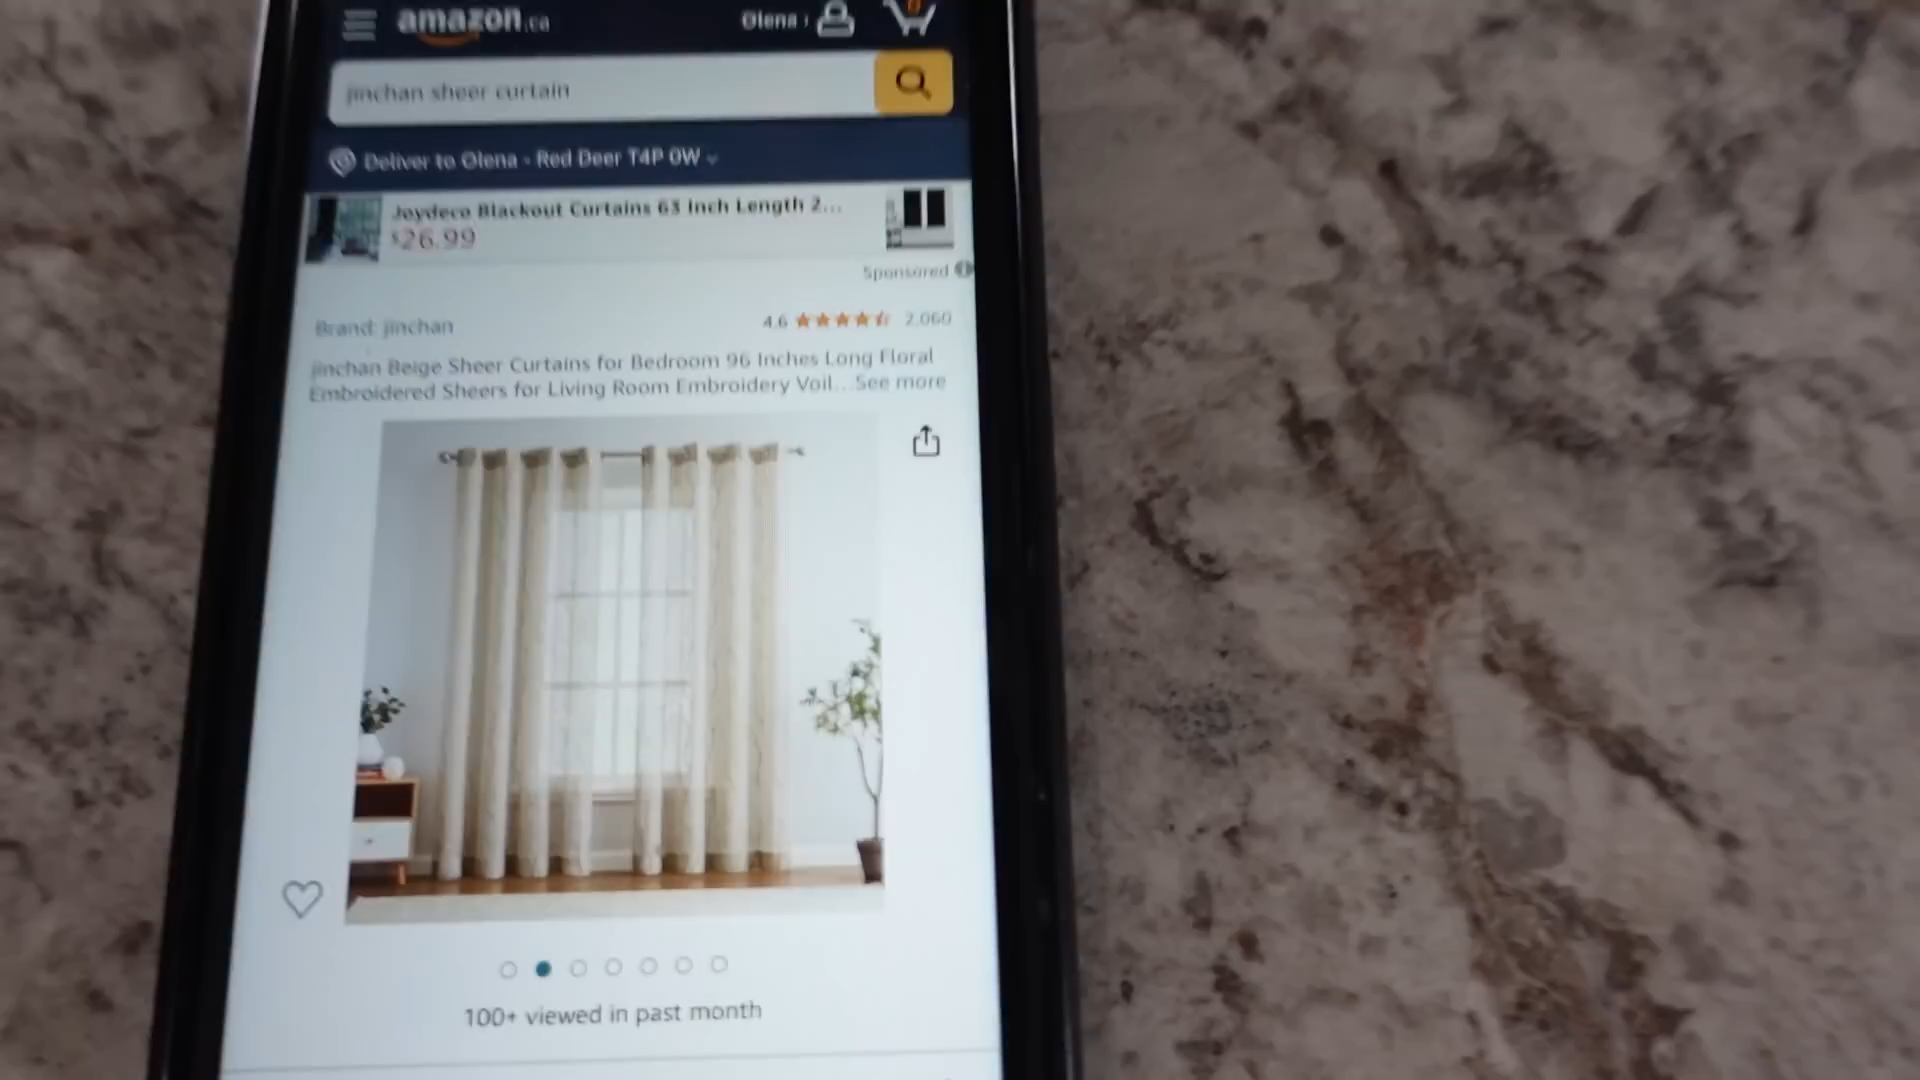 amazon.ca
Olena ›
0
jinchan sheer curtain
Deliver to Olena - Red Deer T4P 0W
Joydeco Blackout Curtains 63 Inch Length 2...
$26.99
Sponsored
Brand: jinchan
4.6 2,060
jinchan Beige Sheer Curtains for Bedroom 96 Inches Long Floral
Embroidered Sheers for Living Room Embroidery Voil...See more
100+ viewed in past month